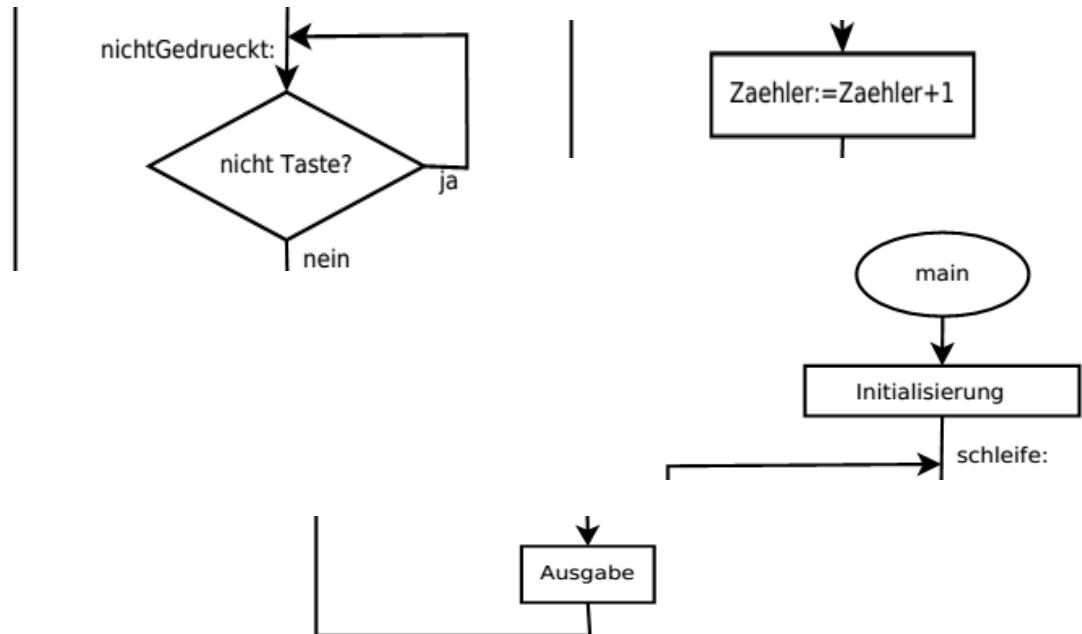 nichtGedrueckt:
nicht Taste?
ja
nein
Zaehler:=Zaehler+1
main
Initialisierung
schleife:
Ausgabe